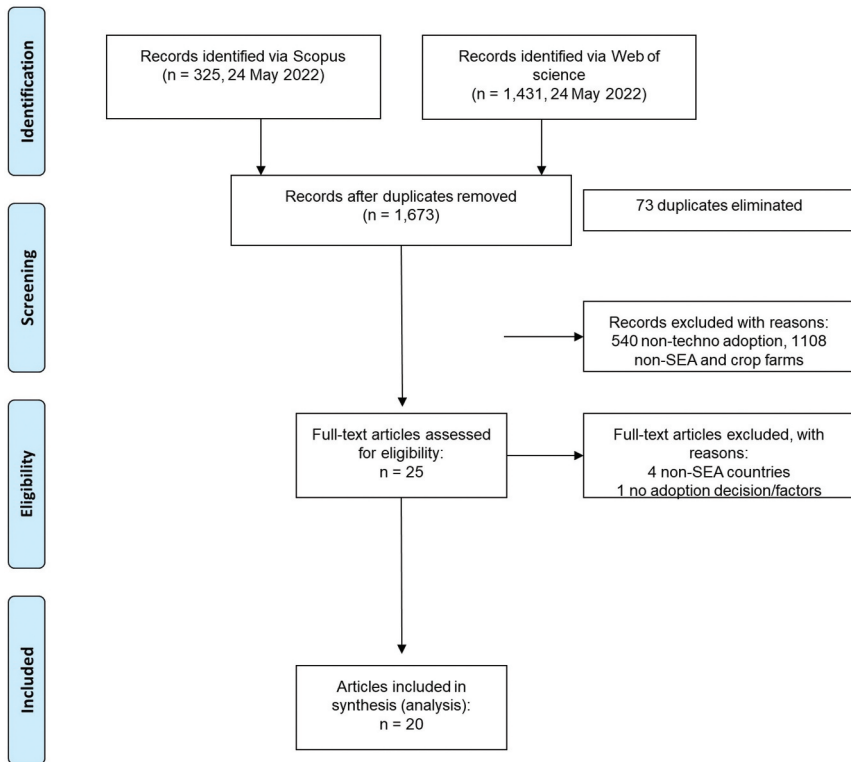 Identification
Records identified via Scopus
(n = 325, 24 May 2022)
Records identified via Web of
science
(n = 1,431, 24 May 2022)
Records after duplicates removed
(n = 1,673)
73 duplicates eliminated
Screening
Records excluded with reasons:
540 non-techno adoption, 1108
non-SEA and crop farms
Eligibility
Full-text articles assessed
for eligibility:
n = 25
Full-text articles excluded, with
reasons:
4 non-SEA countries
1 no adoption decision/factors
Included
Articles included in
synthesis (analysis):
n = 20